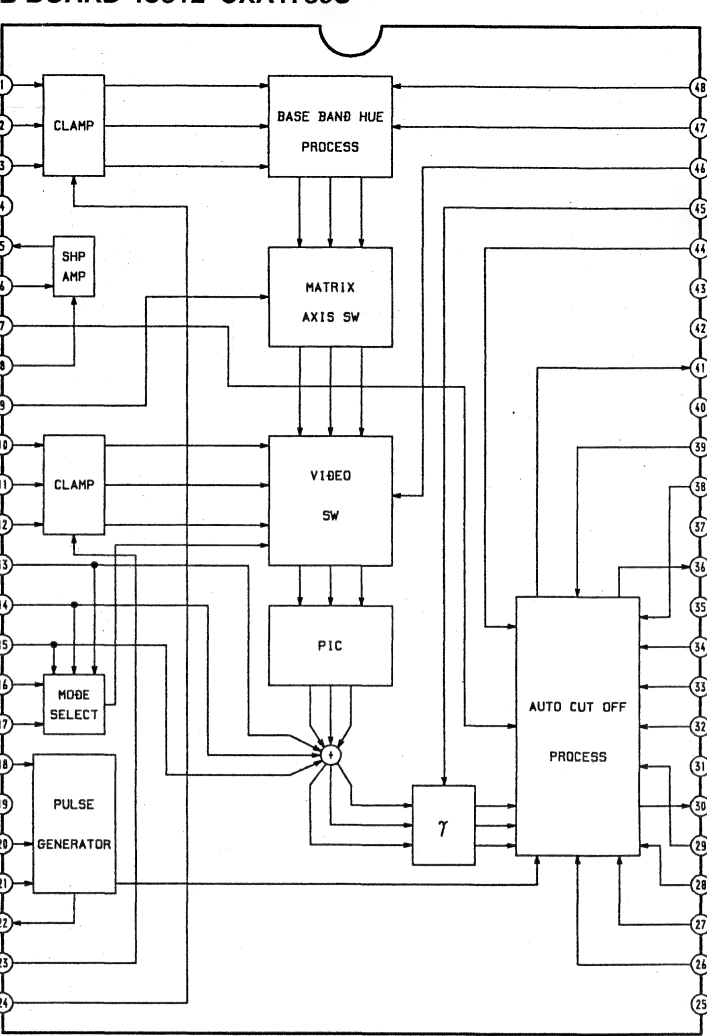 1
CLAMP
BASE BAND HUE
PROCESS
48
2
47
3
46
4
45
5
SHP
AMP
44
6
MATRIX
AXIS SW
43
7
42
8
41
9
40
10
CLAMP
39
11
VIDEO
SW
38
12
37
13
36
14
35
15
PIC
34
16
MODE
SELECT
33
17
AUTO CUT OFF
PROCESS
32
18
31
19
PULSE
GENERATOR
γ
30
20
29
21
28
22
27
23
26
24
25